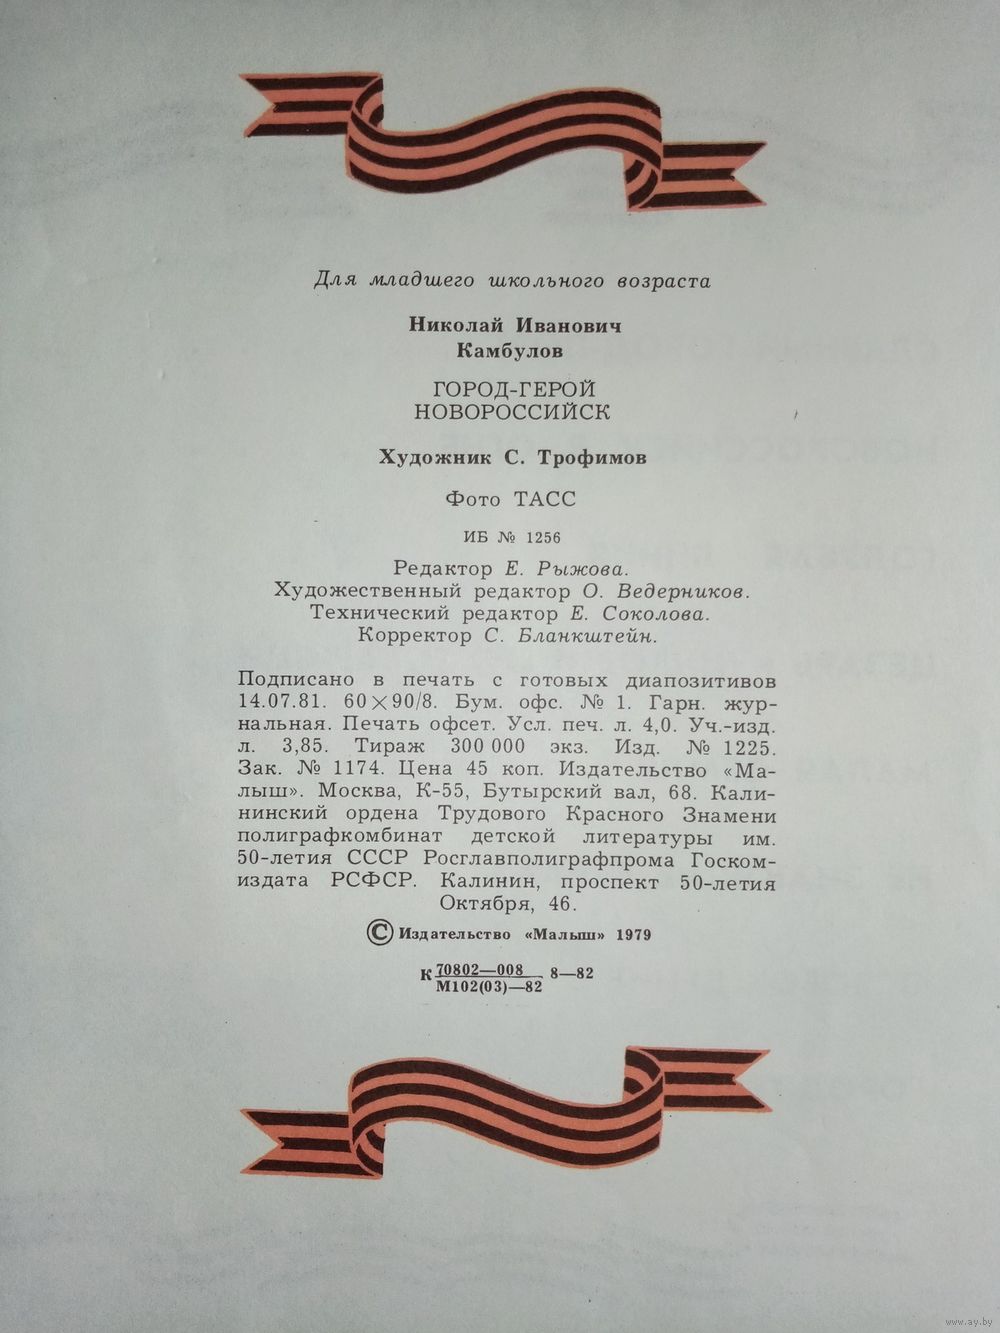 Для младшего школьного возраста
Николай Иванович
Камбулов
ГОРОД-ГЕРОЙ
НОВОРОССИЙСК
Художник С. Трофимов
Фото ТАСС
ИБ № 1256
Редактор Е. Рыжова.
Художественный редактор О. Ведерников.
Технический редактор Е. Соколова.
Корректор С. Бланкштейн.
Подписано в печать с готовых диапозитивов
14.07.81. 60×90/8. Бум. офс. № 1. Гарн. жур-
нальная. Печать офсет. Усл. печ. л. 4,0. Уч.-изд.
л. 3,85. Тираж 300 000 экз. Изд. № 1225.
Зак. № 1174. Цена 45 коп. Издательство «Ма-
лыш». Москва, К-55, Бутырский вал, 68. Кали-
нинский ордена Трудового Красного Знамени
полиграфкомбинат детской литературы им.
50-летия СССР Росглавполиграфпрома Госком-
издата РСФСР. Калинин, проспект 50-летия
Октября, 46.
© Издательство «Малыш» 1979
К 70802—008 8—82
М102(03)—82
www.ay.by